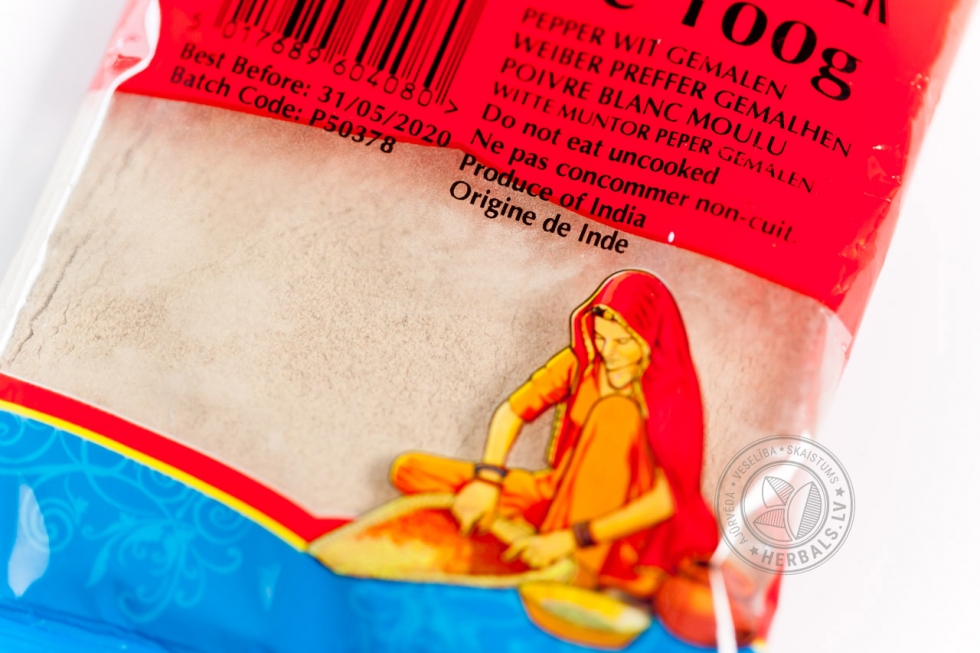 100g
5 017689 604080 >
Best Before: 31/05/2020
Batch Code: P50378
PEPPER WIT GEMALEN
WEIBER PREFFER GEMALHEN
POIVRE BLANC MOULU
WITTE MUNTOR PEPER GEMALEN
Do not eat uncooked
Ne pas concommer non-cuit.
Produce of India
Origine de Inde
AJURVĒDA • VESELĪBA • SKAISTUMS
★ HERBALS.LV ★